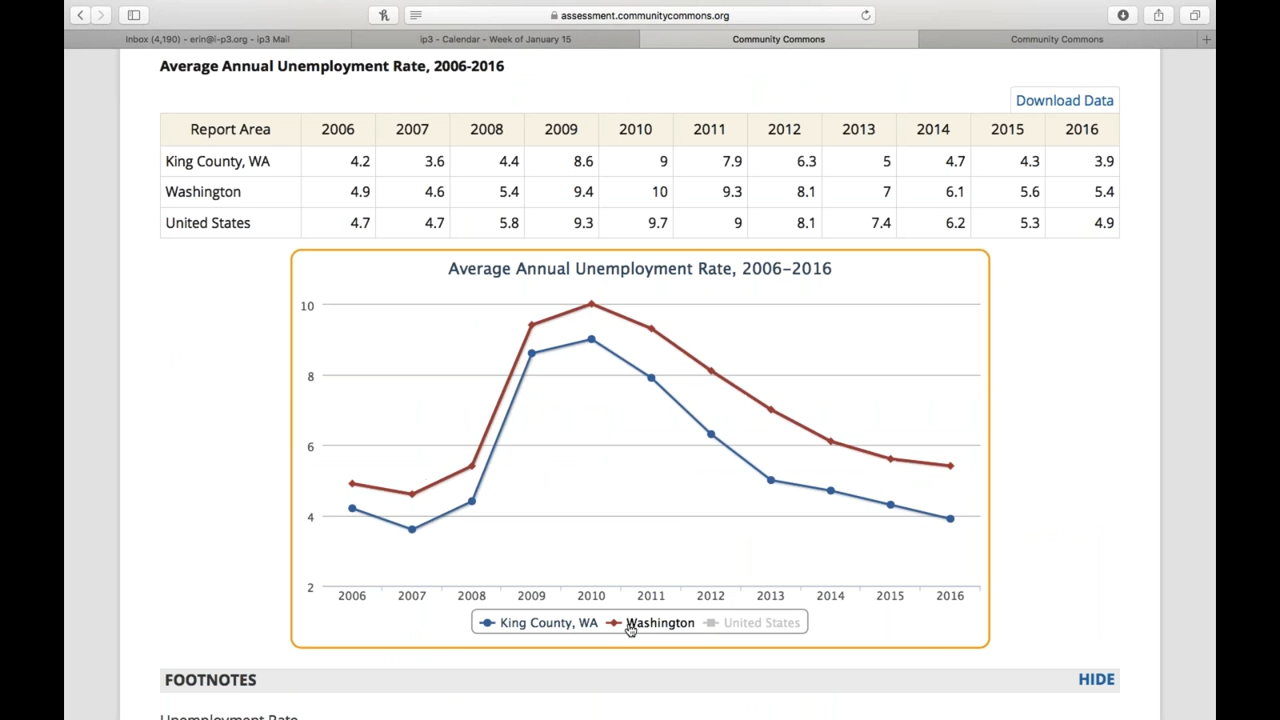 assessment.communitycommons.org
Inbox (4,190) - erin@i-p3.org - ip3 Mail
ip3 - Calendar - Week of January 15
Community Commons
Community Commons
Average Annual Unemployment Rate, 2006-2016
Download Data
Report Area 2006 2007 2008 2009 2010 2011 2012 2013 2014 2015 2016
King County, WA 4.2 3.6 4.4 8.6 9 7.9 6.3 5 4.7 4.3 3.9
Washington 4.9 4.6 5.4 9.4 10 9.3 8.1 7 6.1 5.6 5.4
United States 4.7 4.7 5.8 9.3 9.7 9 8.1 7.4 6.2 5.3 4.9
Average Annual Unemployment Rate, 2006–2016
10
8
6
4
2
2006 2007 2008 2009 2010 2011 2012 2013 2014 2015 2016
King County, WA Washington United States
FOOTNOTES HIDE
Unemployment Rate